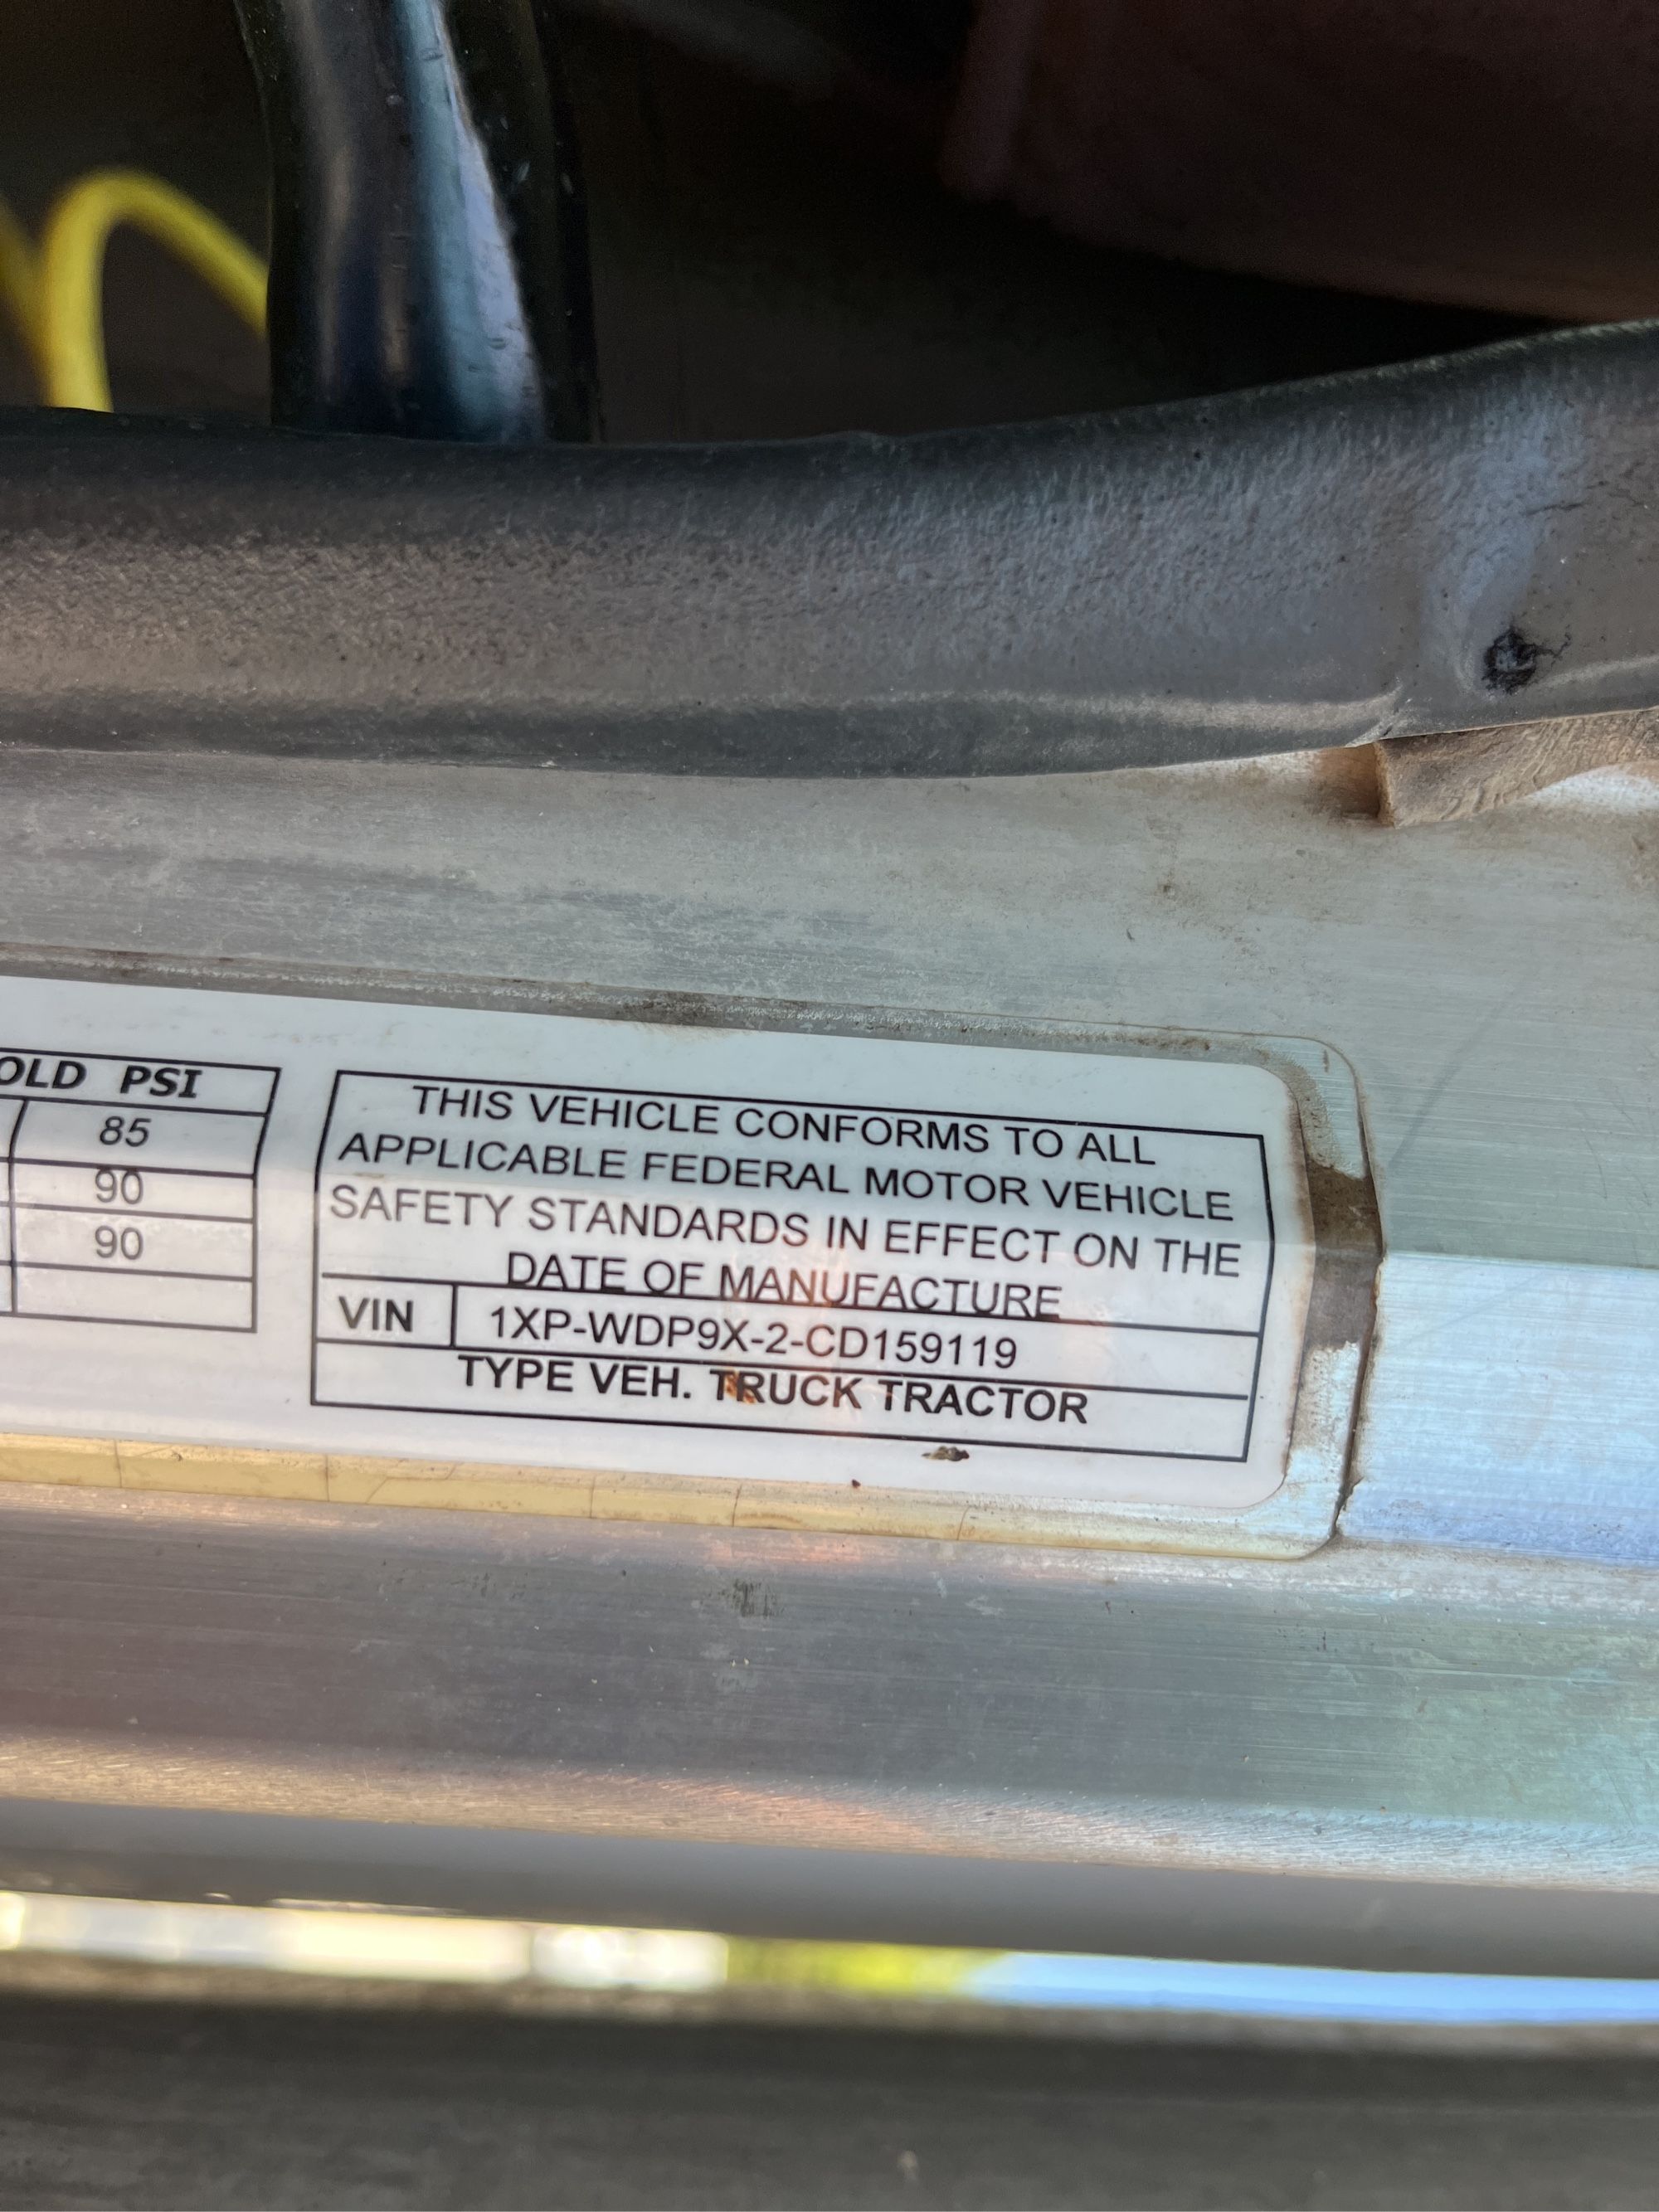 OLD PSI
85
90
90
THIS VEHICLE CONFORMS TO ALL
APPLICABLE FEDERAL MOTOR VEHICLE
SAFETY STANDARDS IN EFFECT ON THE
DATE OF MANUFACTURE
VIN 1XP-WDP9X-2-CD159119
TYPE VEH. TRUCK TRACTOR